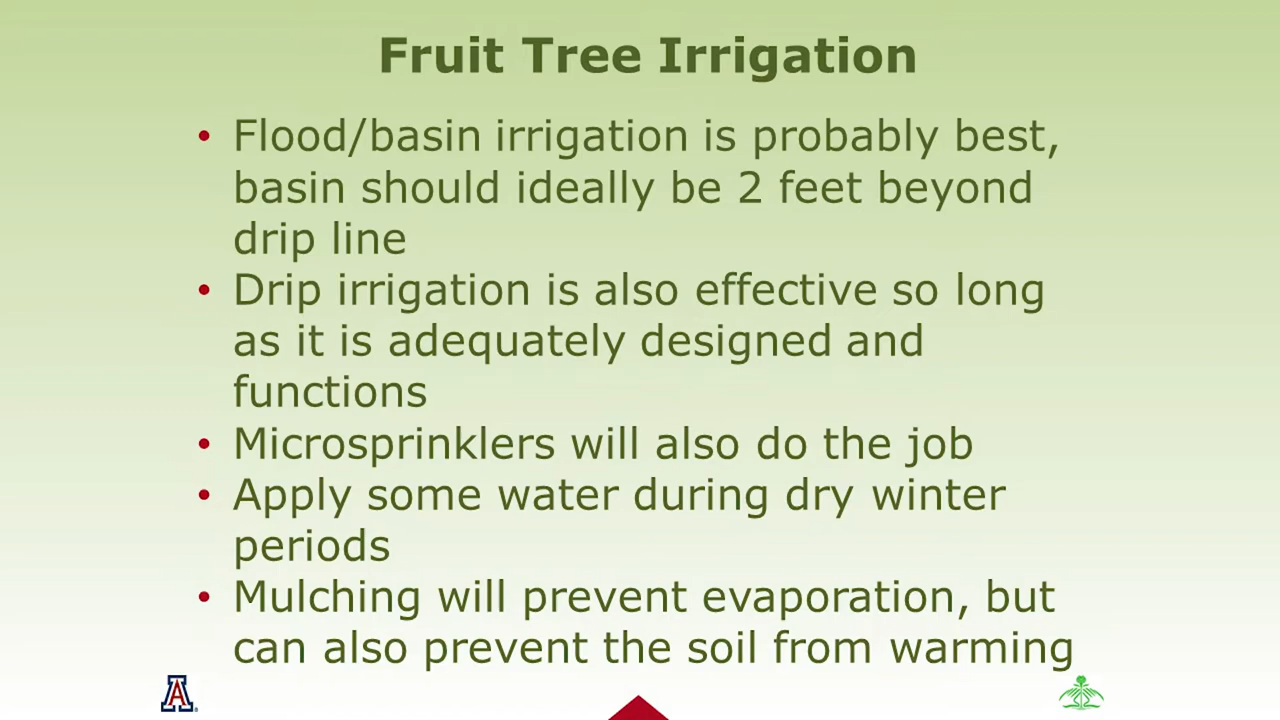 Fruit Tree Irrigation
• Flood/basin irrigation is probably best,
basin should ideally be 2 feet beyond
drip line
• Drip irrigation is also effective so long
as it is adequately designed and
functions
• Microsprinklers will also do the job
• Apply some water during dry winter
periods
• Mulching will prevent evaporation, but
can also prevent the soil from warming
A